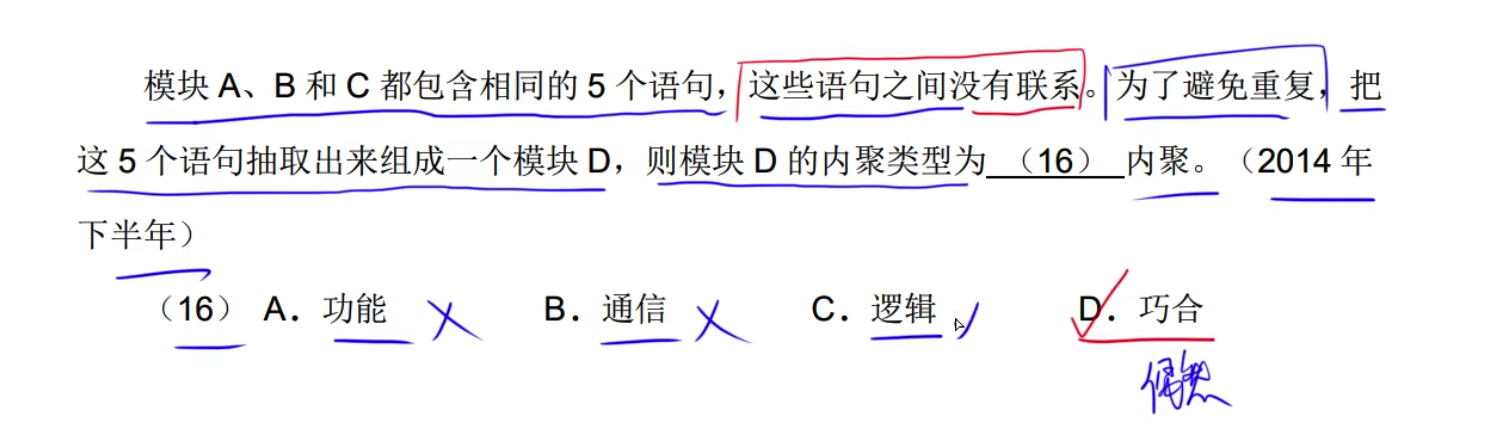 模块 A、B 和 C 都包含相同的 5 个语句，这些语句之间没有联系。为了避免重复，把
这 5 个语句抽取出来组成一个模块 D，则模块 D 的内聚类型为 （16） 内聚。（2014 年
下半年）
（16） A．功能 B．通信 C．逻辑 D．巧合
偶然